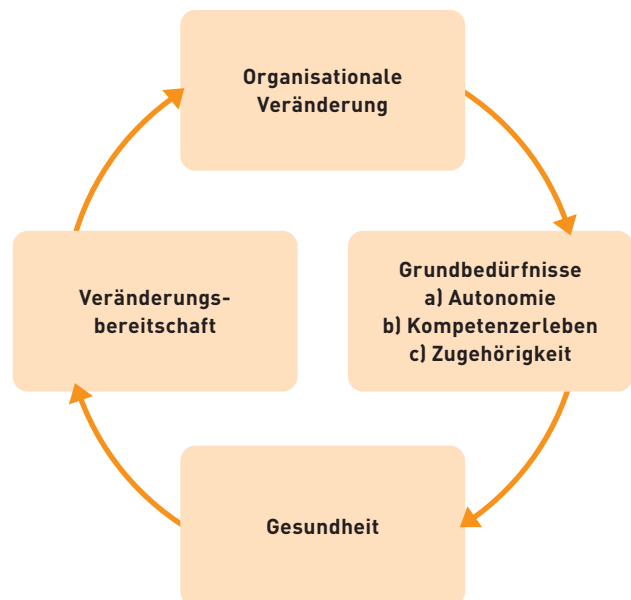 Organisationale
Veränderung
Veränderungs-
bereitschaft
Grundbedürfnisse
a) Autonomie
b) Kompetenzerleben
c) Zugehörigkeit
Gesundheit